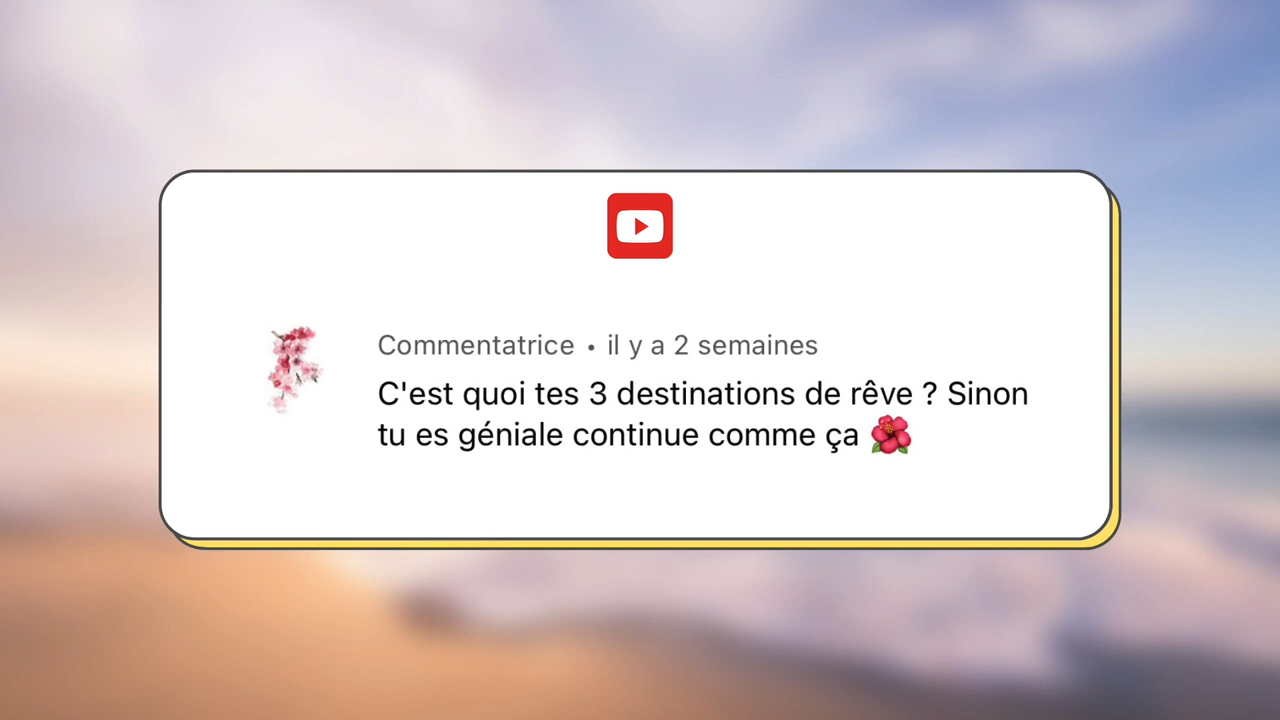 Commentatrice • il y a 2 semaines
C'est quoi tes 3 destinations de rêve ? Sinon
tu es géniale continue comme ça 🌺